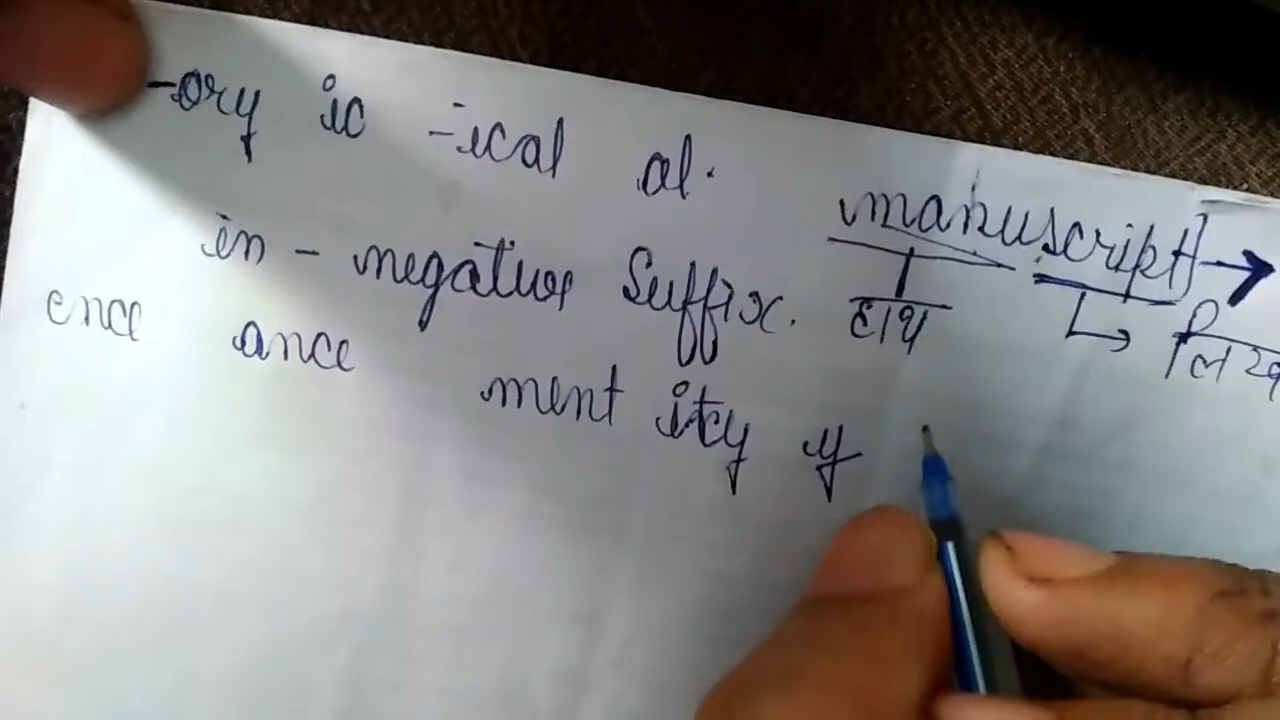 -ory ic -ical al.
manuscript →
in - negative Suffix. हाथ
ence ance ment ity y